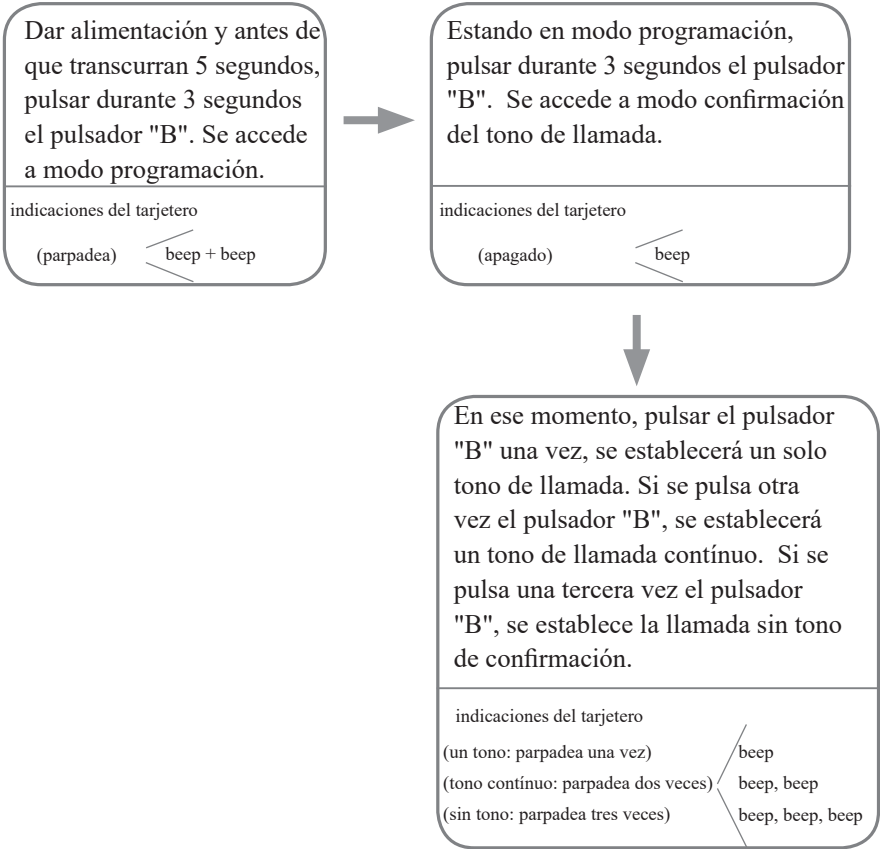 Dar alimentación y antes de
que transcurran 5 segundos,
pulsar durante 3 segundos
el pulsador "B". Se accede
a modo programación.
indicaciones del tarjetero
(parpadea) beep + beep
Estando en modo programación,
pulsar durante 3 segundos el pulsador
"B". Se accede a modo confirmación
del tono de llamada.
indicaciones del tarjetero
(apagado) beep
En ese momento, pulsar el pulsador
"B" una vez, se establecerá un solo
tono de llamada. Si se pulsa otra
vez el pulsador "B", se establecerá
un tono de llamada contínuo. Si se
pulsa una tercera vez el pulsador
"B", se establece la llamada sin tono
de confirmación.
indicaciones del tarjetero
(un tono: parpadea una vez) beep
(tono contínuo: parpadea dos veces) beep, beep
(sin tono: parpadea tres veces) beep, beep, beep